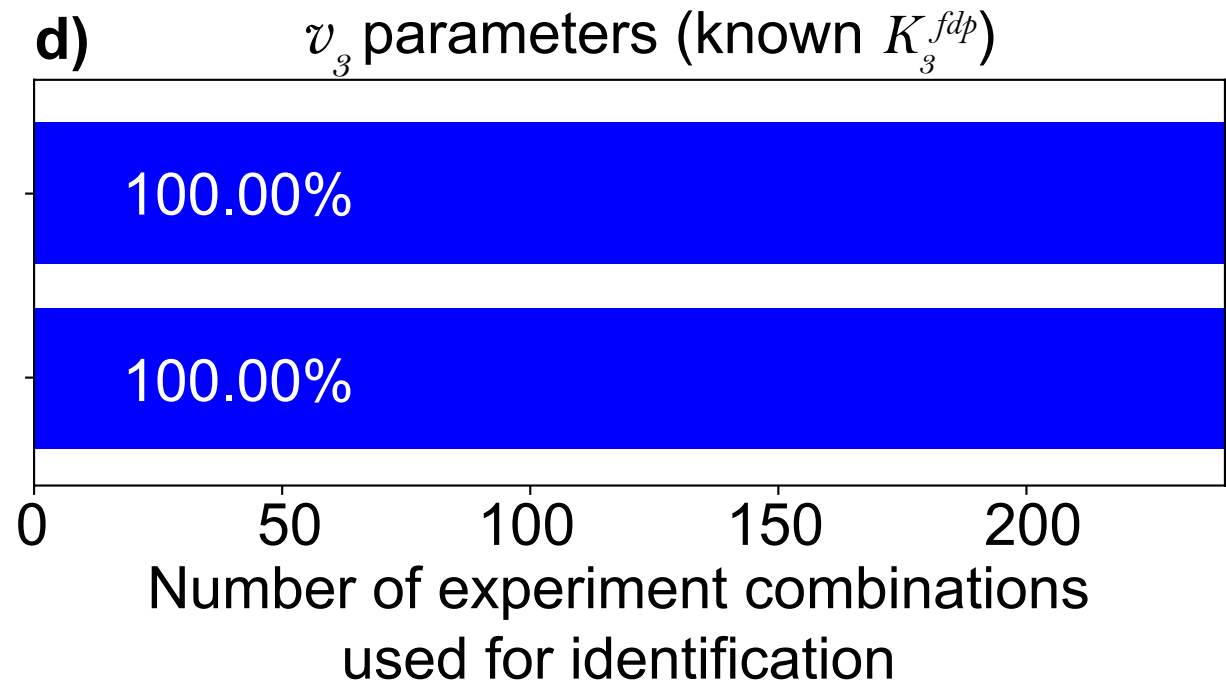 d) v₃ parameters (known K₃ᶠᵈᵖ)
100.00%
100.00%
0 50 100 150 200
Number of experiment combinations
used for identification